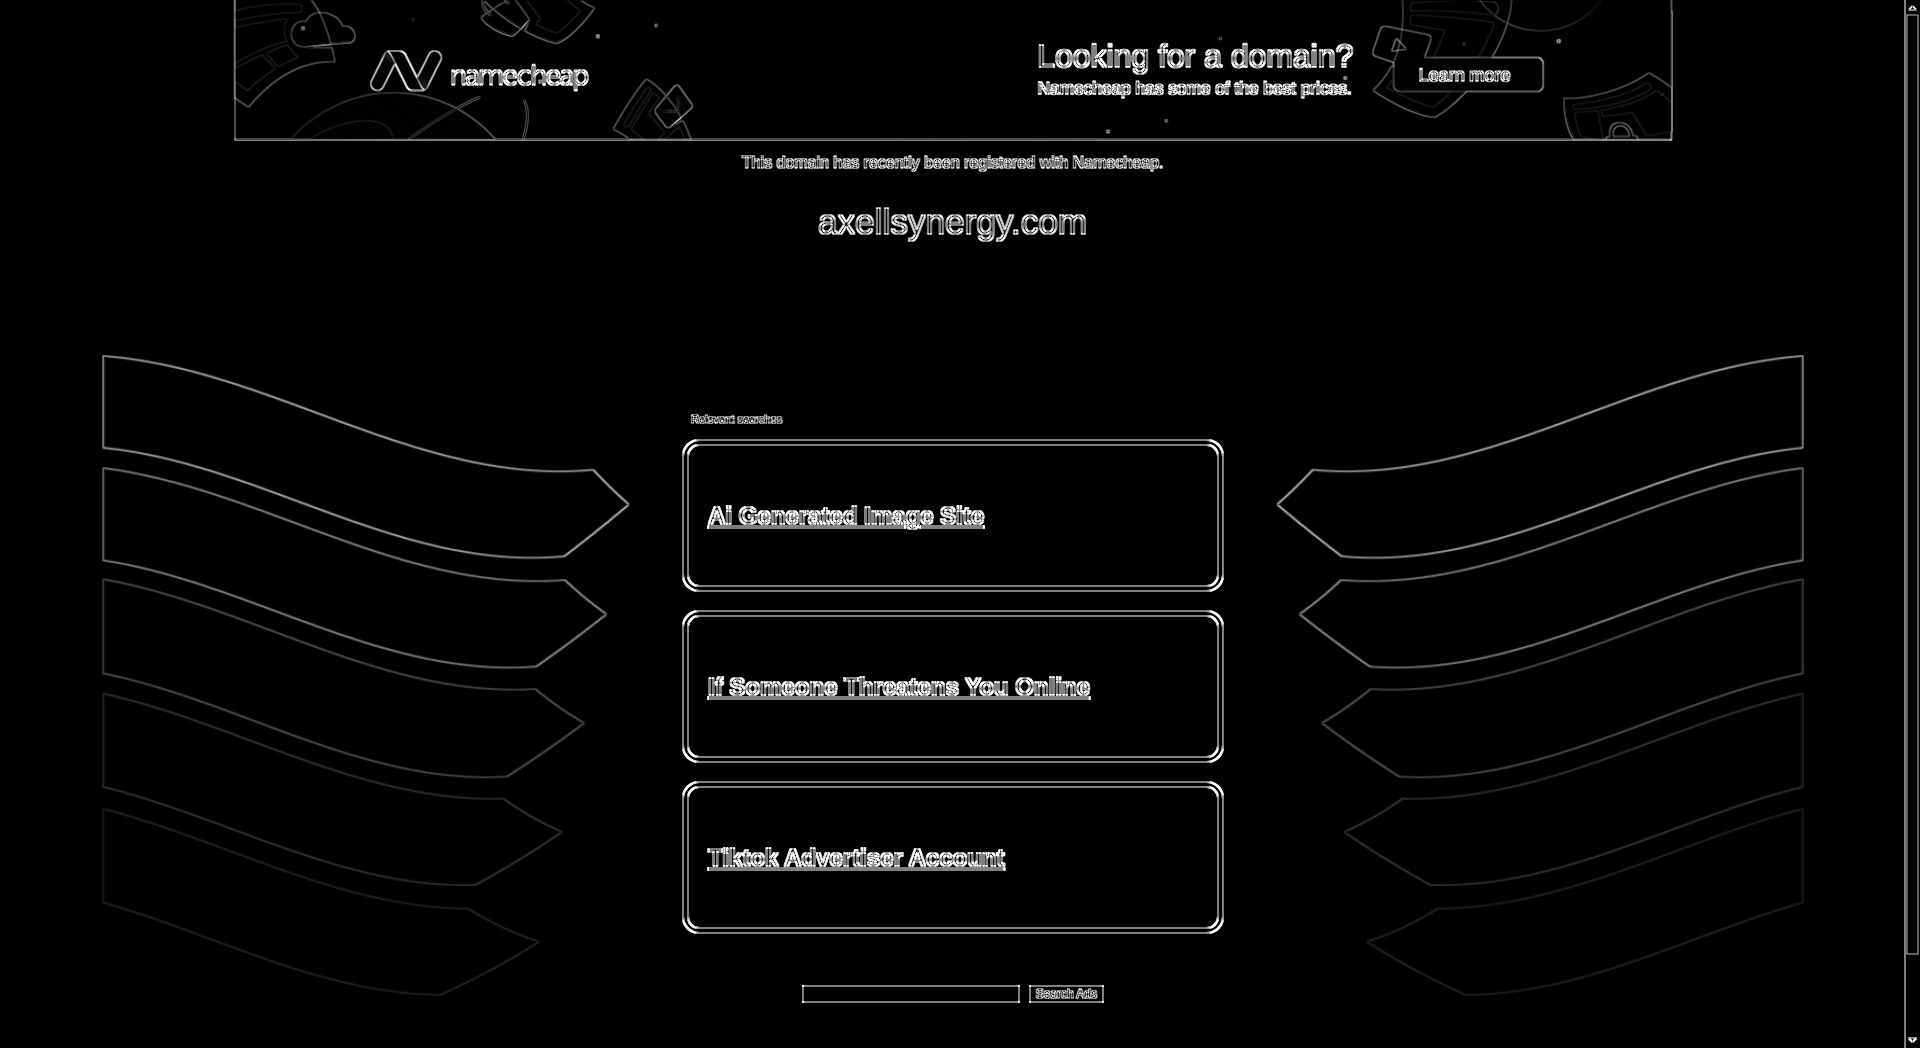 namecheap
Looking for a domain?
Namecheap has some of the best prices.
Learn more
This domain has recently been registered with Namecheap.
axellsynergy.com
Relevant searches
Ai Generated Image Site
If Someone Threatens You Online
Tiktok Advertiser Account
Search Ads